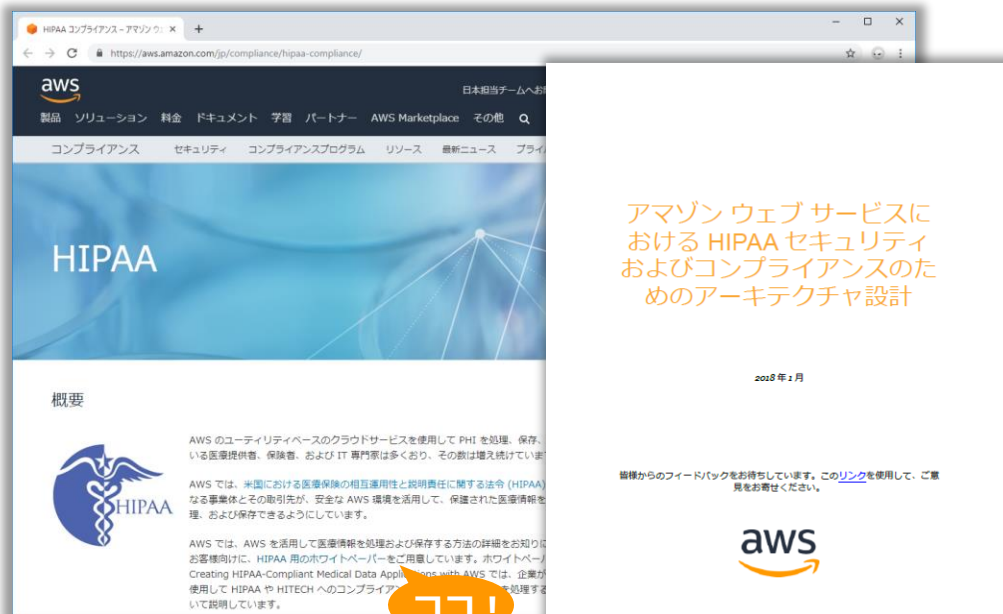 HIPAA コンプライアンス – アマゾン ウ
https://aws.amazon.com/jp/compliance/hipaa-compliance/
aws
日本担当チームへお
製品 ソリューション 料金 ドキュメント 学習 パートナー AWS Marketplace その他
コンプライアンス セキュリティ コンプライアンスプログラム リソース 最新ニュース プライ
HIPAA
概要
HIPAA
AWS のユーティリティベースのクラウドサービスを使用して PHI を処理、保存、
いる医療提供者、保険者、および IT 専門家は多くおり、その数は増え続けていま
AWS では、米国における医療保険の相互運用性と説明責任に関する法令 (HIPAA)
なる事業体とその取引先が、安全な AWS 環境を活用して、保護された医療情報を
理、および保存できるようにしています。
AWS では、AWS を活用して医療情報を処理および保存する方法の詳細をお知りに
お客様向けに、HIPAA 用のホワイトペーパーをご用意しています。ホワイトペーパ
Creating HIPAA-Compliant Medical Data with AWS では、企業が
使用して HIPAA や HITECH へのコンプライア を処理する
いて説明しています。
ココ!
アマゾン ウェブ サービスに
おける HIPAA セキュリティ
およびコンプライアンスのた
めのアーキテクチャ設計
2018 年 1 月
皆様からのフィードバックをお待ちしています。このリンクを使用して、ご意
見をお寄せください。
aws